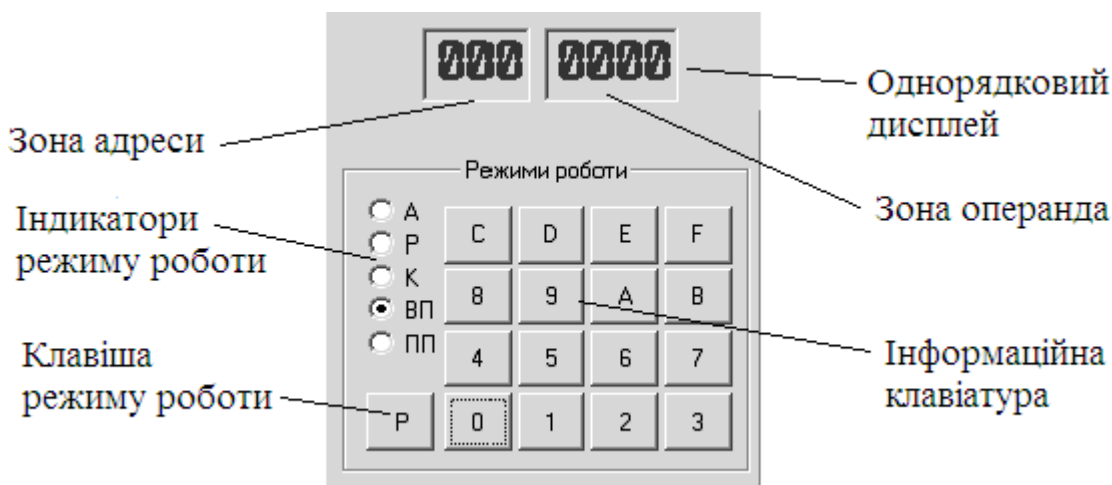 000 0000
Однорядковий
дисплей
Зона адреси
Режими роботи
Індикатори
режиму роботи
Зона операнда
А
Р
К
ВП
ПП
C D E F
8 9 A B
4 5 6 7
P 0 1 2 3
Клавіша
режиму роботи
Інформаційна
клавіатура